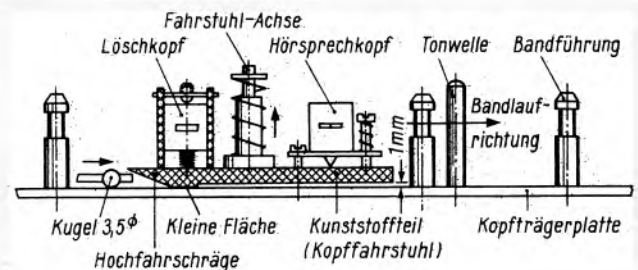 Fahrstuhl-Achse
Löschkopf
Hörsprechkopf
Tonwelle
Bandführung
Bandlauf-
richtung
1mm
Kugel 3,5⌀
Kleine Fläche
Kunststoffteil
(Kopffahrstuhl)
Kopfträgerplatte
Hochfahrschräge